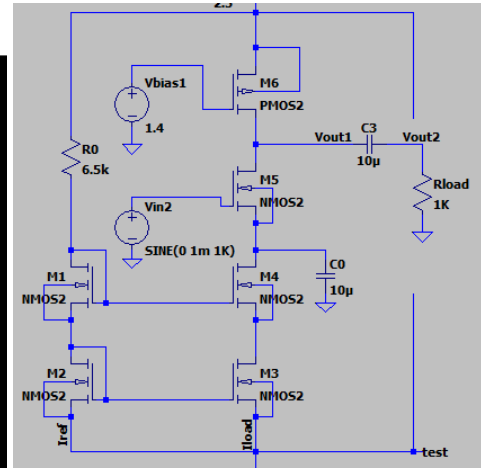 2.5
Vbias1
M6
PMOS2
1.4
R0
6.5k
Vout1
C3
Vout2
10µ
M5
NMOS2
Rload
1K
Vin2
SINE(0 1m 1K)
C0
10µ
M1
NMOS2
M4
NMOS2
M2
NMOS2
M3
NMOS2
Iref
Iload
test